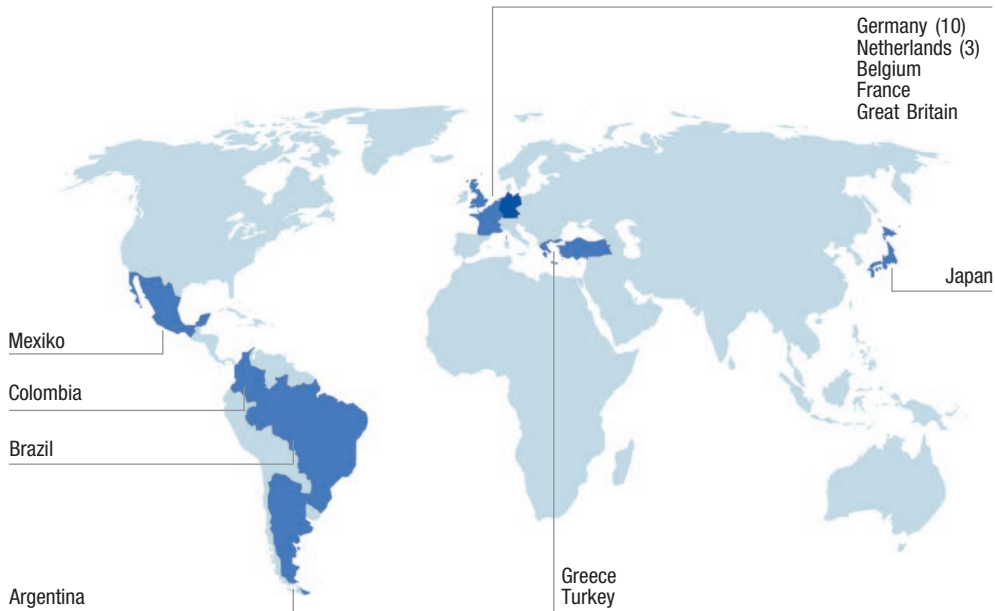 Germany (10)
Netherlands (3)
Belgium
France
Great Britain
Japan
Mexiko
Colombia
Brazil
Argentina
Greece
Turkey